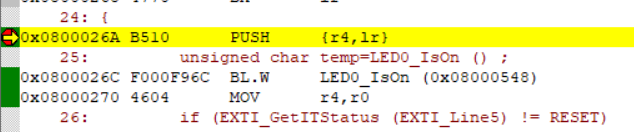 24: {
0x0800026A B510 PUSH {r4,lr}
25: unsigned char temp=LED0_IsOn () ;
0x0800026C F000F96C BL.W LED0_IsOn (0x08000548)
0x08000270 4604 MOV r4,r0
26: if (EXTI_GetITStatus (EXTI_Line5) != RESET)